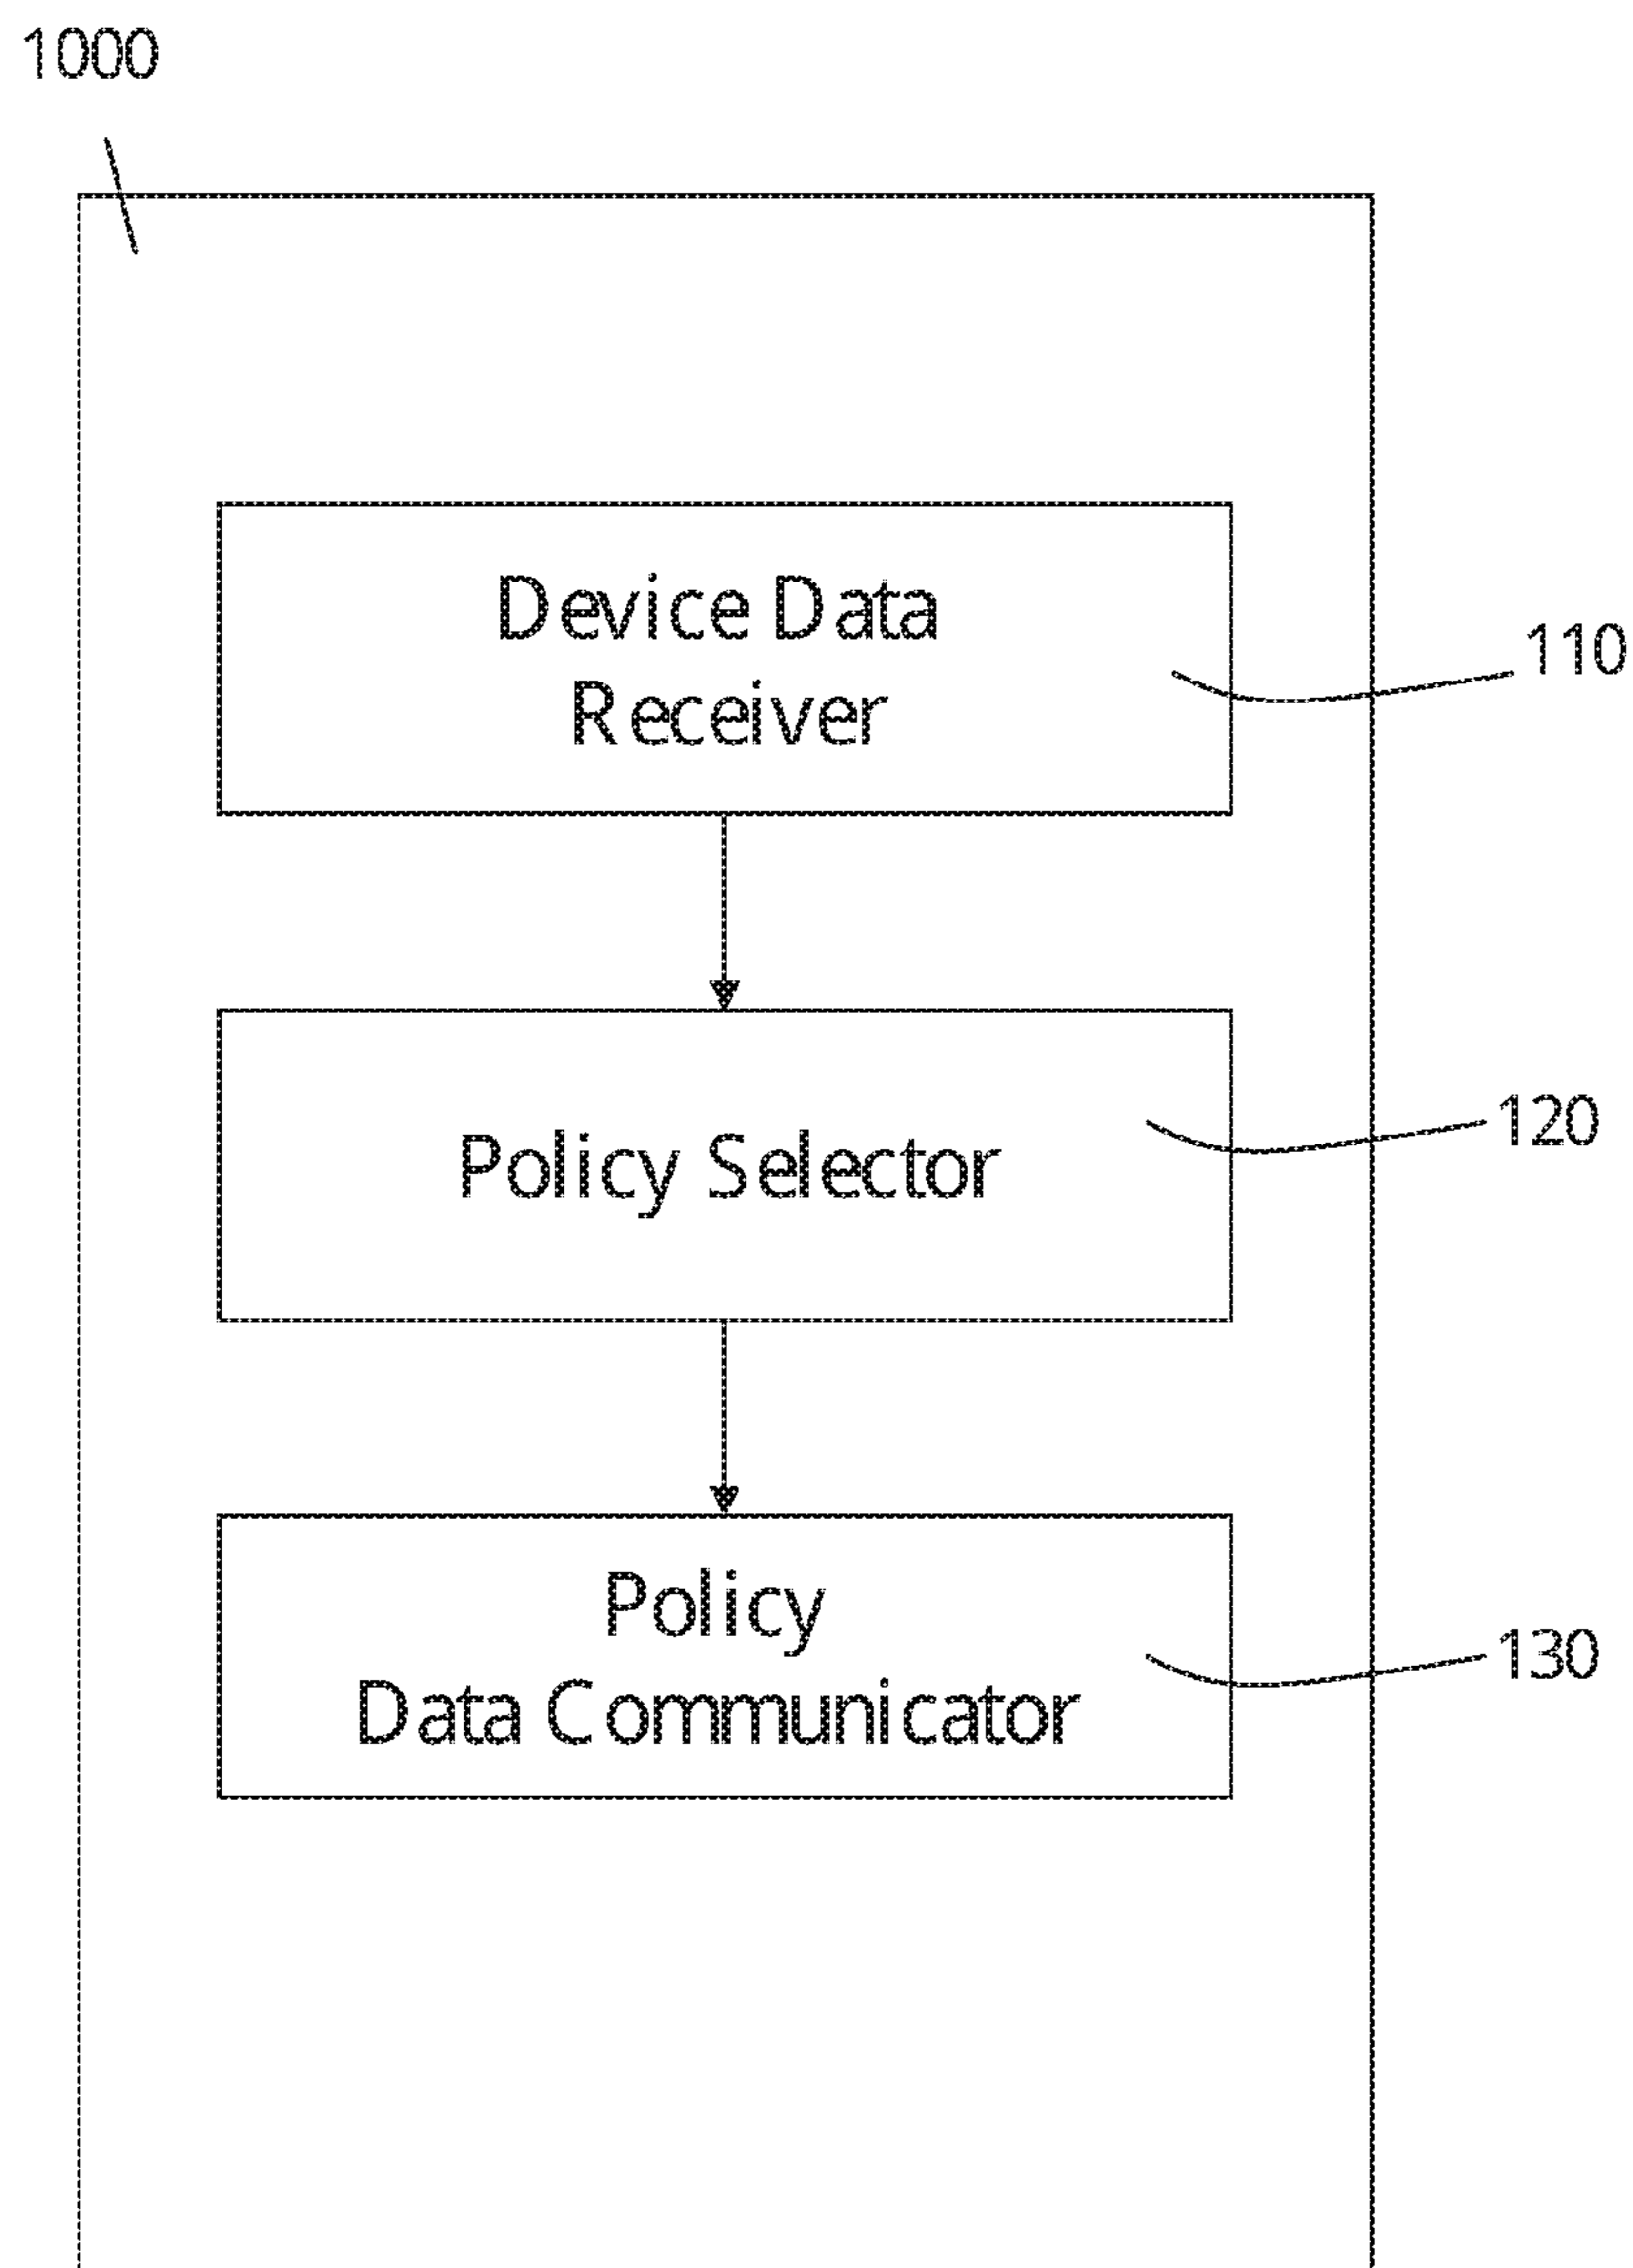 1000
Device Data
Receiver
110
Policy Selector
120
Policy
Data Communicator
130